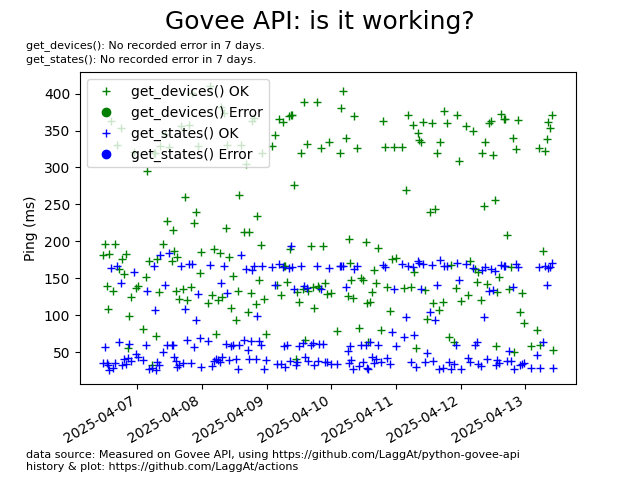 Govee API: is it working?
get_devices(): No recorded error in 7 days.
get_states(): No recorded error in 7 days.
get_devices() OK
get_devices() Error
get_states() OK
get_states() Error
Ping (ms)
400
350
300
250
200
150
100
50
2025-04-07
2025-04-08
2025-04-09
2025-04-10
2025-04-11
2025-04-12
2025-04-13
data source: Measured on Govee API, using https://github.com/LaggAt/python-govee-api
history & plot: https://github.com/LaggAt/actions